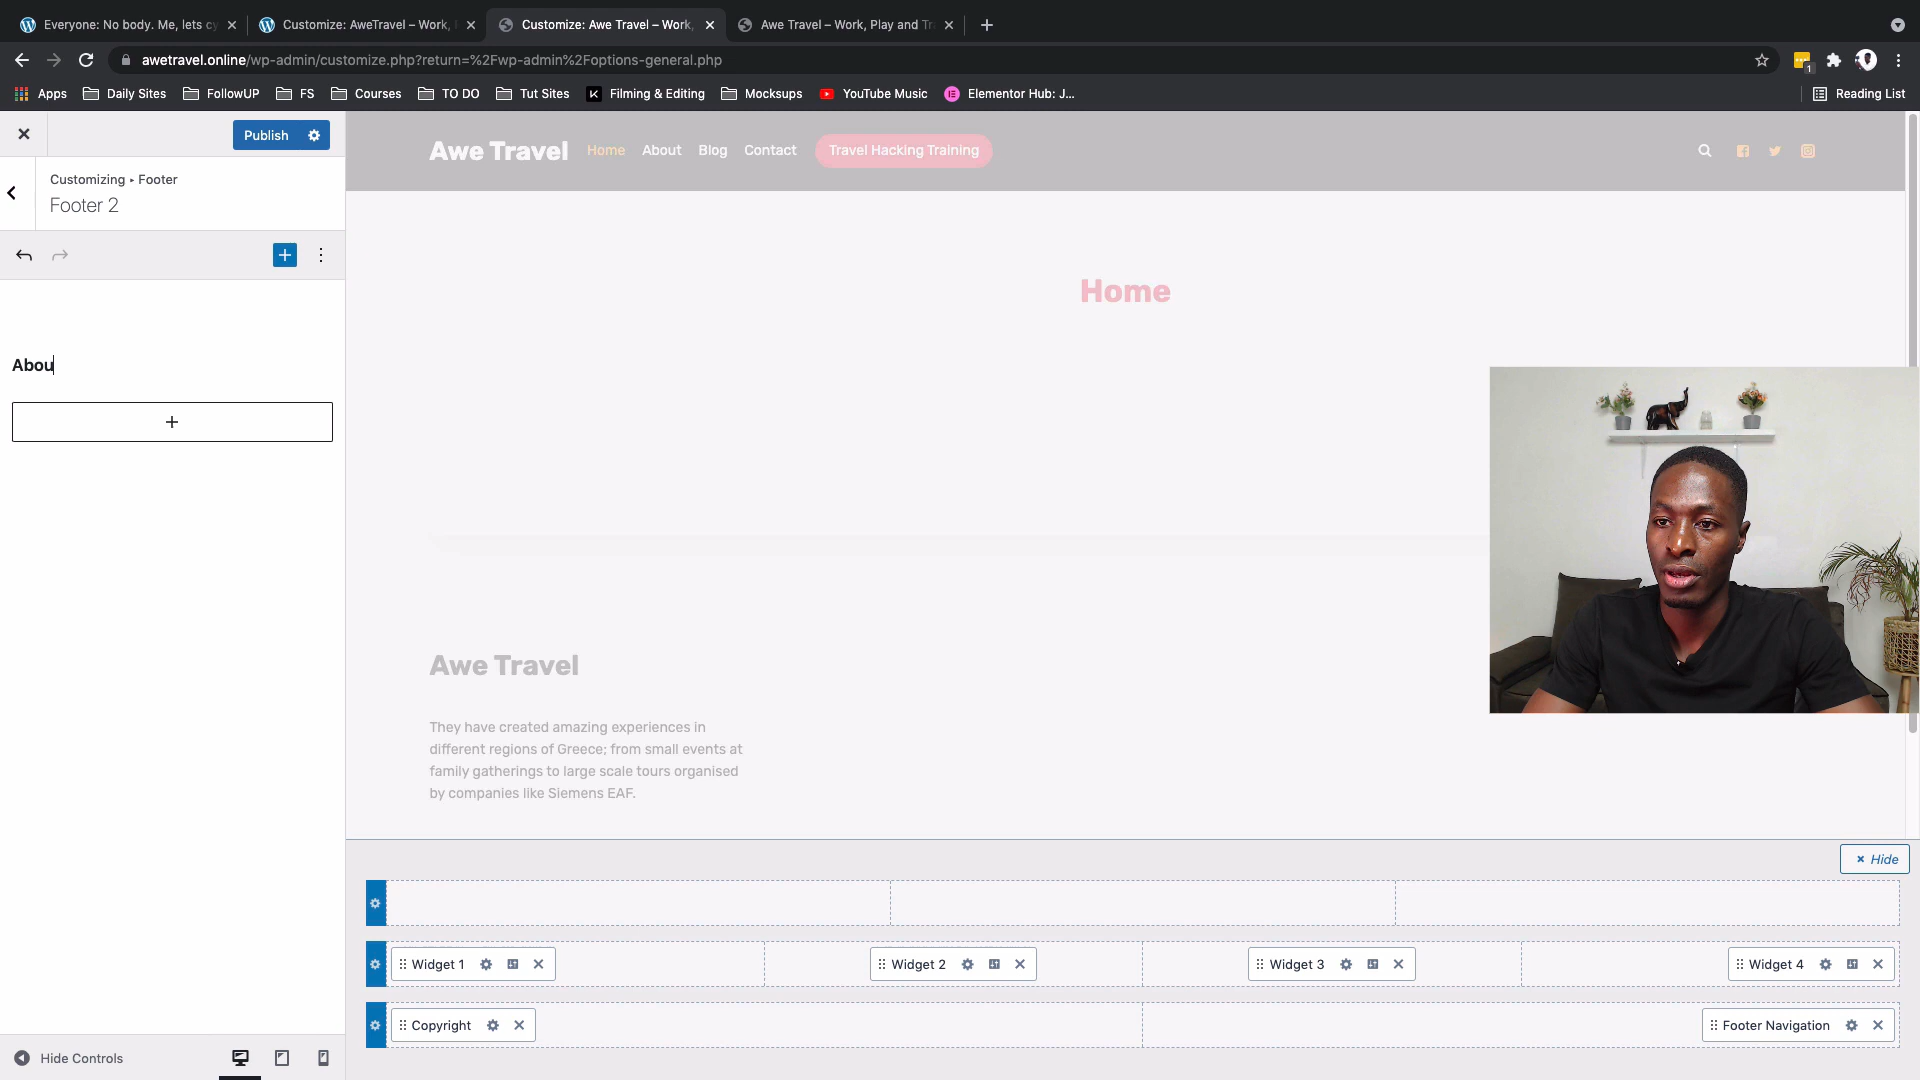 Everyone: No body. Me, lets cy
Customize: AweTravel – Work,
Customize: Awe Travel – Work,
Awe Travel – Work, Play and Tr
awetravel.online/wp-admin/customize.php?return=%2Fwp-admin%2Foptions-general.php
1
Apps
Daily Sites
FollowUP
FS
Courses
TO DO
Tut Sites
Filming & Editing
Mocksups
YouTube Music
Elementor Hub: J...
Reading List
Publish
Customizing ▸ Footer
Footer 2
Abou
Hide Controls
Awe Travel
Home
About
Blog
Contact
Travel Hacking Training
Home
Awe Travel
They have created amazing experiences in
different regions of Greece; from small events at
family gatherings to large scale tours organised
by companies like Siemens EAF.
Hide
Widget 1
Widget 2
Widget 3
Widget 4
Copyright
Footer Navigation